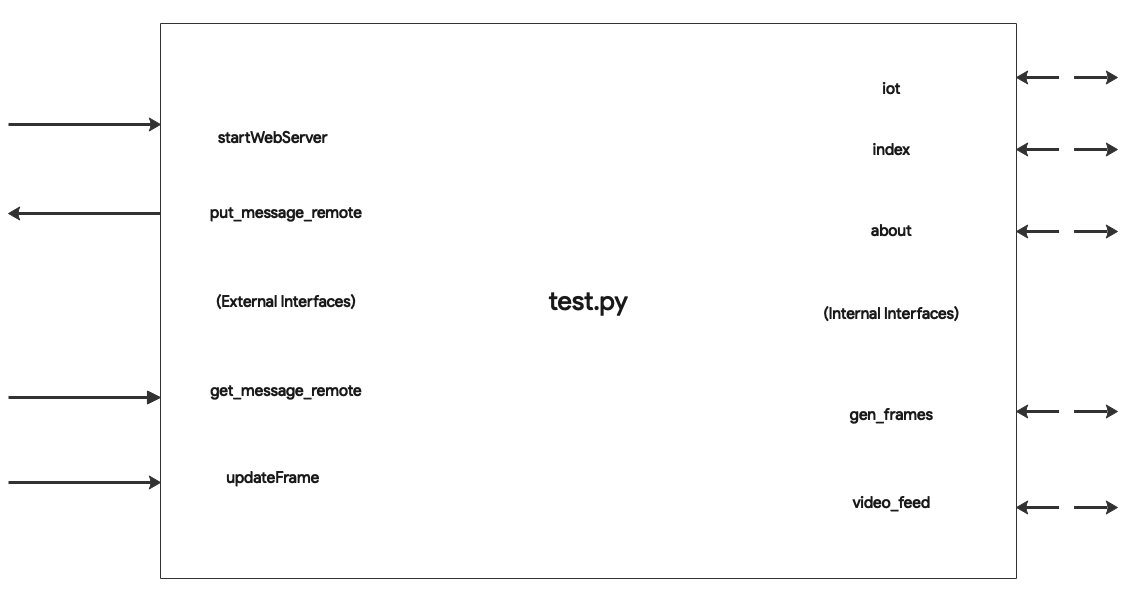 startWebServer
put_message_remote
(External Interfaces)
get_message_remote
updateFrame
test.py
iot
index
about
(Internal Interfaces)
gen_frames
video_feed